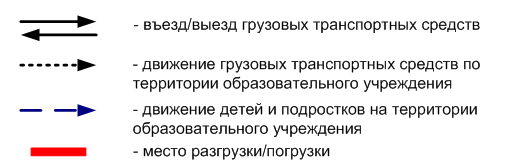 - въезд/выезд грузовых транспортных средств
- движение грузовых транспортных средств по
территории образовательного учреждения
- движение детей и подростков на территории
образовательного учреждения
- место разгрузки/погрузки